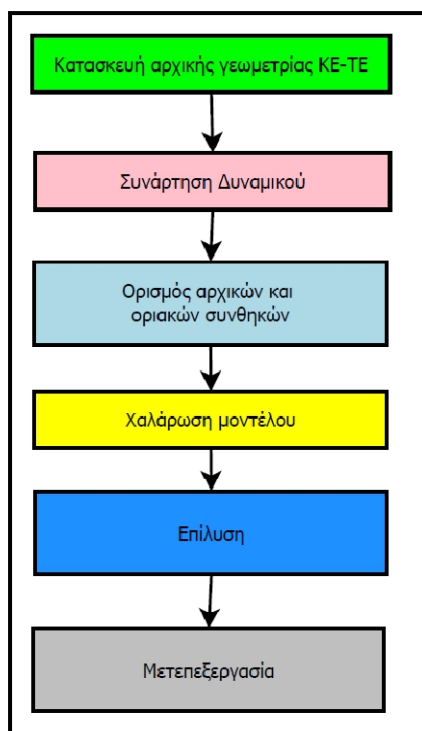 Κατασκευή αρχικής γεωμετρίας ΚΕ-ΤΕ
Συνάρτηση Δυναμικού
Ορισμός αρχικών και
οριακών συνθηκών
Χαλάρωση μοντέλου
Επίλυση
Μετεπεξεργασία